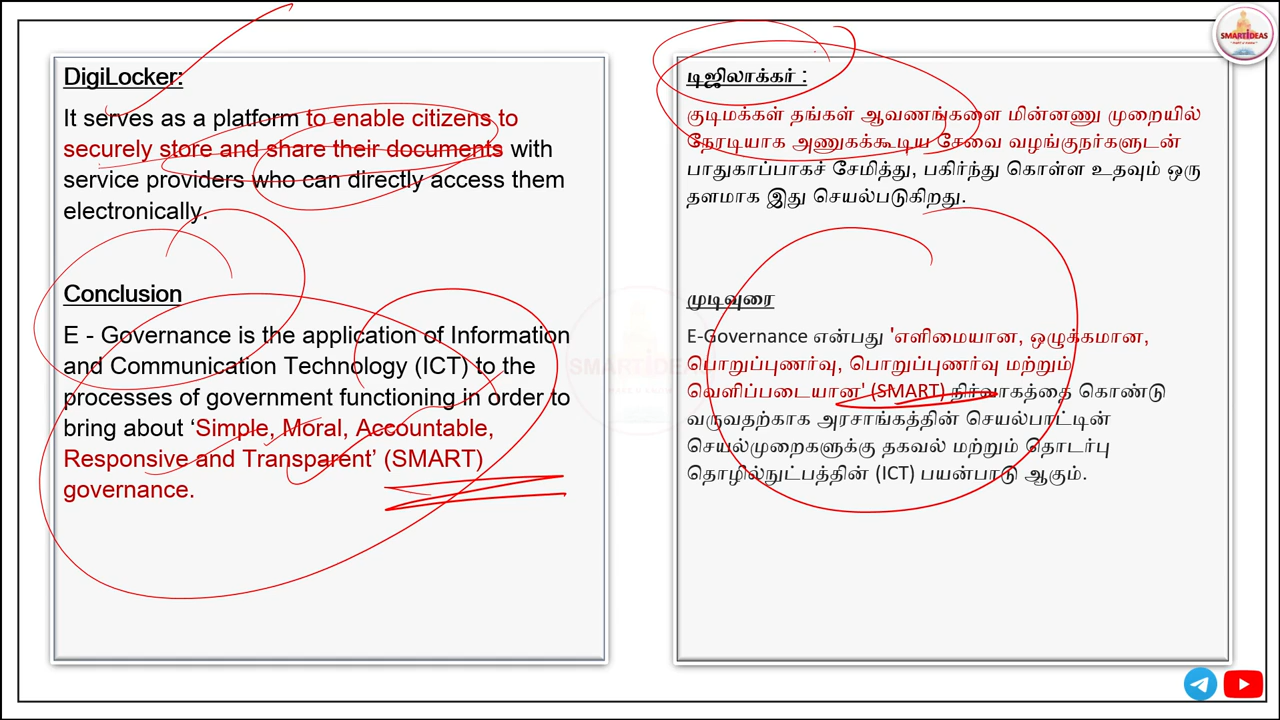 SMARTIDEAS
DigiLocker:
It serves as a platform to enable citizens to
securely store and share their documents with
service providers who can directly access them
electronically.
Conclusion
E - Governance is the application of Information
and Communication Technology (ICT) to the
processes of government functioning in order to
bring about ‘Simple, Moral, Accountable,
Responsive and Transparent’ (SMART)
governance.
டிஜிலாக்கர் :
குடிமக்கள் தங்கள் ஆவணங்களை மின்னணு முறையில்
நேரடியாக அணுகக்கூடிய சேவை வழங்குநர்களுடன்
பாதுகாப்பாகச் சேமித்து, பகிர்ந்து கொள்ள உதவும் ஒரு
தளமாக இது செயல்படுகிறது.
முடிவுரை
E-Governance என்பது 'எளிமையான, ஒழுக்கமான,
பொறுப்புணர்வு, பொறுப்புணர்வு மற்றும்
வெளிப்படையான' (SMART) நிர்வாகத்தை கொண்டு
வருவதற்காக அரசாங்கத்தின் செயல்பாட்டின்
செயல்முறைகளுக்கு தகவல் மற்றும் தொடர்பு
தொழில்நுட்பத்தின் (ICT) பயன்பாடு ஆகும்.